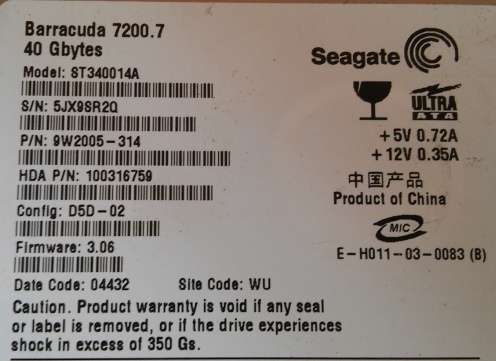 Barracuda 7200.7
40 Gbytes
Model: ST340014A
S/N: 5JX9SR2Q
P/N: 9W2005-314
HDA P/N: 100316759
Config: D5D-02
Firmware: 3.06
Date Code: 04432 Site Code: WU
Caution. Product warranty is void if any seal
or label is removed, or if the drive experiences
shock in excess of 350 Gs.
Seagate
ULTRA
ATA
+5V 0.72A
+12V 0.35A
中国产品
Product of China
MIC
E-H011-03-0083 (B)